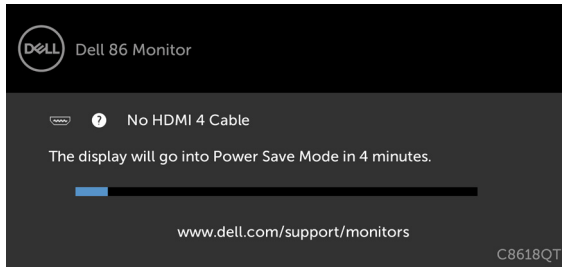 DELL Dell 86 Monitor
? No HDMI 4 Cable
The display will go into Power Save Mode in 4 minutes.
www.dell.com/support/monitors
C8618QT